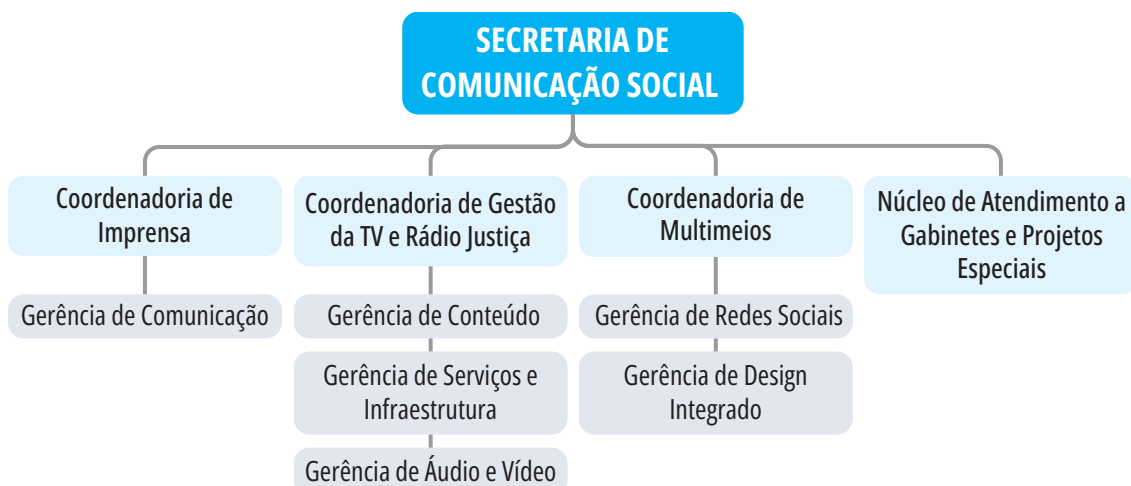 SECRETARIA DE
COMUNICAÇÃO SOCIAL
Coordenadoria de
Imprensa
Gerência de Comunicação
Coordenadoria de Gestão
da TV e Rádio Justiça
Gerência de Conteúdo
Gerência de Serviços e
Infraestrutura
Gerência de Áudio e Vídeo
Coordenadoria de
Multimeios
Gerência de Redes Sociais
Gerência de Design
Integrado
Núcleo de Atendimento a
Gabinetes e Projetos
Especiais